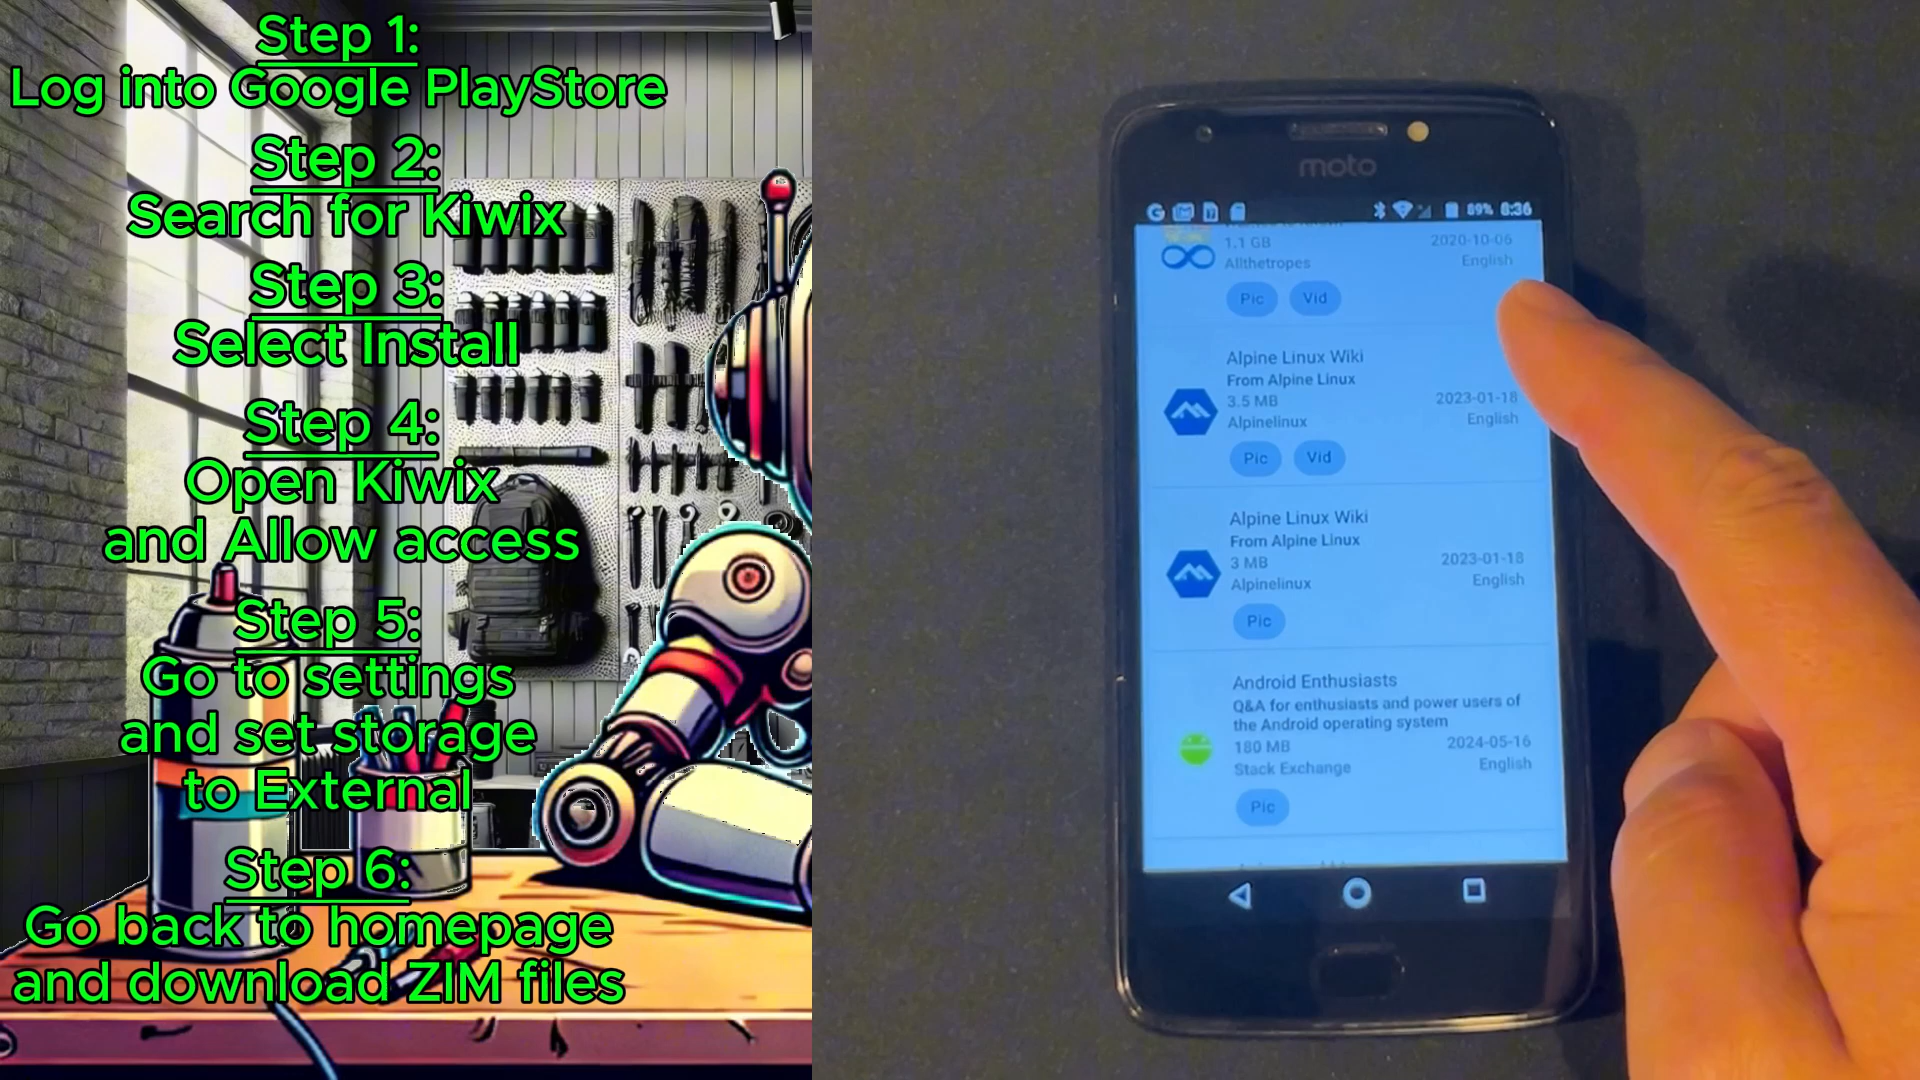 Step 1:
Log into Google PlayStore
Step 2:
Search for Kiwix
Step 3:
Select Install
Step 4:
Open Kiwix
and Allow access
Step 5:
Go to settings
and set storage
to External
Step 6:
Go back to homepage
and download ZIM files
moto
89% 8:36
1.1 GB
2020-10-06
Allthetropes
English
Pic
Vid
Alpine Linux Wiki
From Alpine Linux
3.5 MB
2023-01-18
Alpinelinux
English
Pic
Vid
Alpine Linux Wiki
From Alpine Linux
3 MB
2023-01-18
Alpinelinux
English
Pic
Android Enthusiasts
Q&A for enthusiasts and power users of
the Android operating system
180 MB
2024-05-16
Stack Exchange
English
Pic